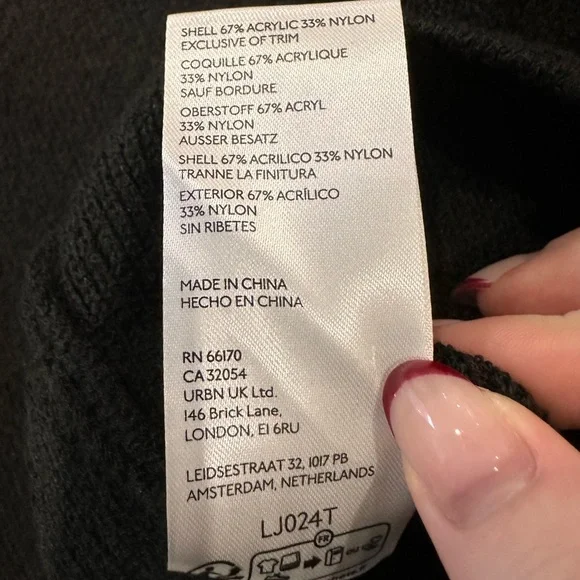 SHELL 67% ACRYLIC 33% NYLON
EXCLUSIVE OF TRIM
COQUILLE 67% ACRYLIQUE
33% NYLON
SAUF BORDURE
OBERSTOFF 67% ACRYL
33% NYLON
AUSSER BESATZ
SHELL 67% ACRILICO 33% NYLON
TRANNE LA FINITURA
EXTERIOR 67% ACRÍLICO
33% NYLON
SIN RIBETES
MADE IN CHINA
HECHO EN CHINA
RN 66170
CA 32054
URBN UK Ltd.
146 Brick Lane,
LONDON, E1 6RU
LEIDSESTRAAT 32, 1017 PB
AMSTERDAM, NETHERLANDS
LJ024T
FR
OU